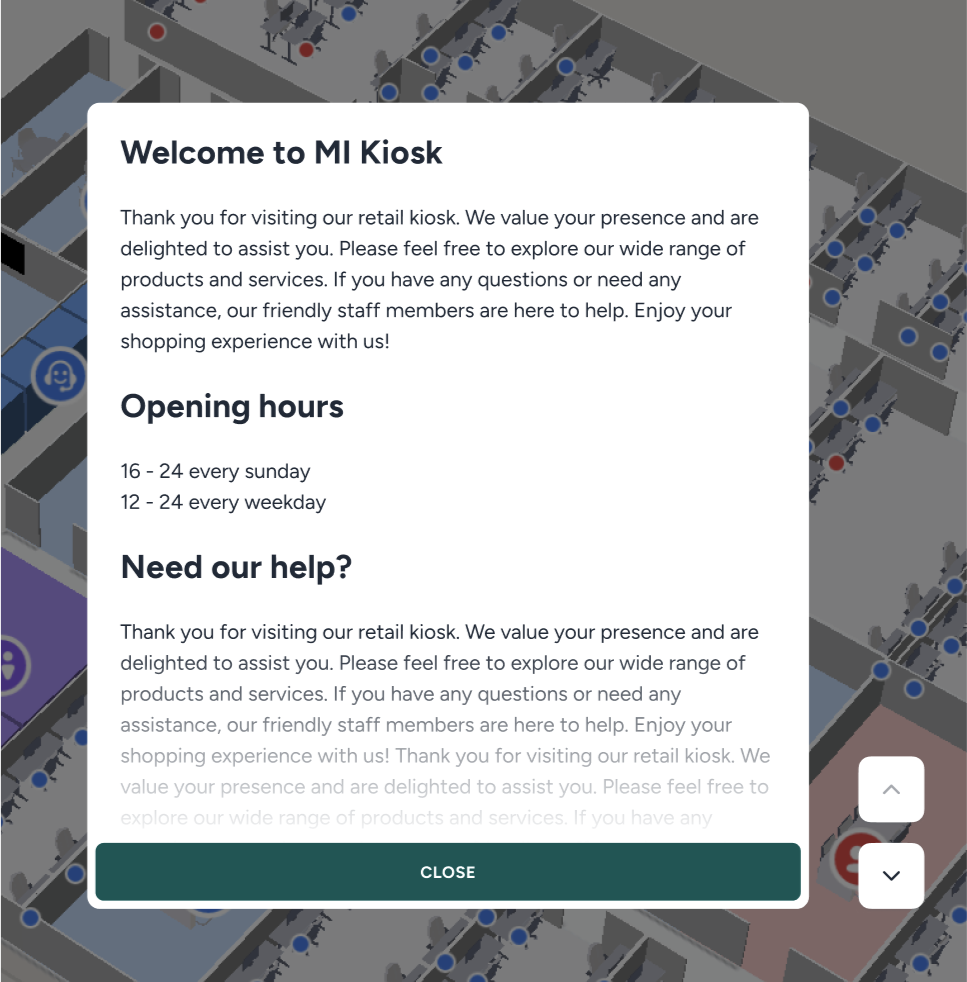 Welcome to MI Kiosk
Thank you for visiting our retail kiosk. We value your presence and are
delighted to assist you. Please feel free to explore our wide range of
products and services. If you have any questions or need any
assistance, our friendly staff members are here to help. Enjoy your
shopping experience with us!
Opening hours
16 - 24 every sunday
12 - 24 every weekday
Need our help?
Thank you for visiting our retail kiosk. We value your presence and are
delighted to assist you. Please feel free to explore our wide range of
products and services. If you have any questions or need any
assistance, our friendly staff members are here to help. Enjoy your
shopping experience with us! Thank you for visiting our retail kiosk. We
value your presence and are delighted to assist you. Please feel free to
explore our wide range of products and services. If you have any
CLOSE